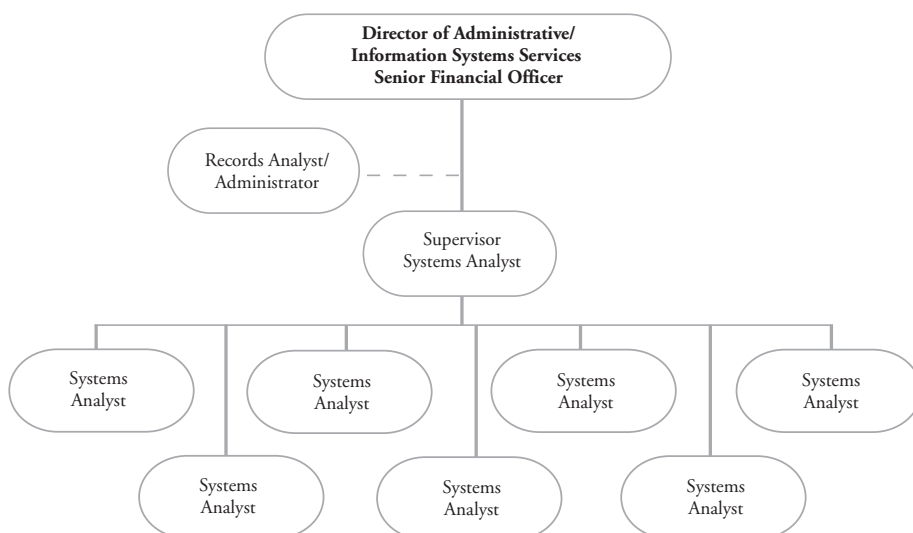 Director of Administrative/
Information Systems Services
Senior Financial Officer
Records Analyst/
Administrator
Supervisor
Systems Analyst
Systems
Analyst
Systems
Analyst
Systems
Analyst
Systems
Analyst
Systems
Analyst
Systems
Analyst
Systems
Analyst